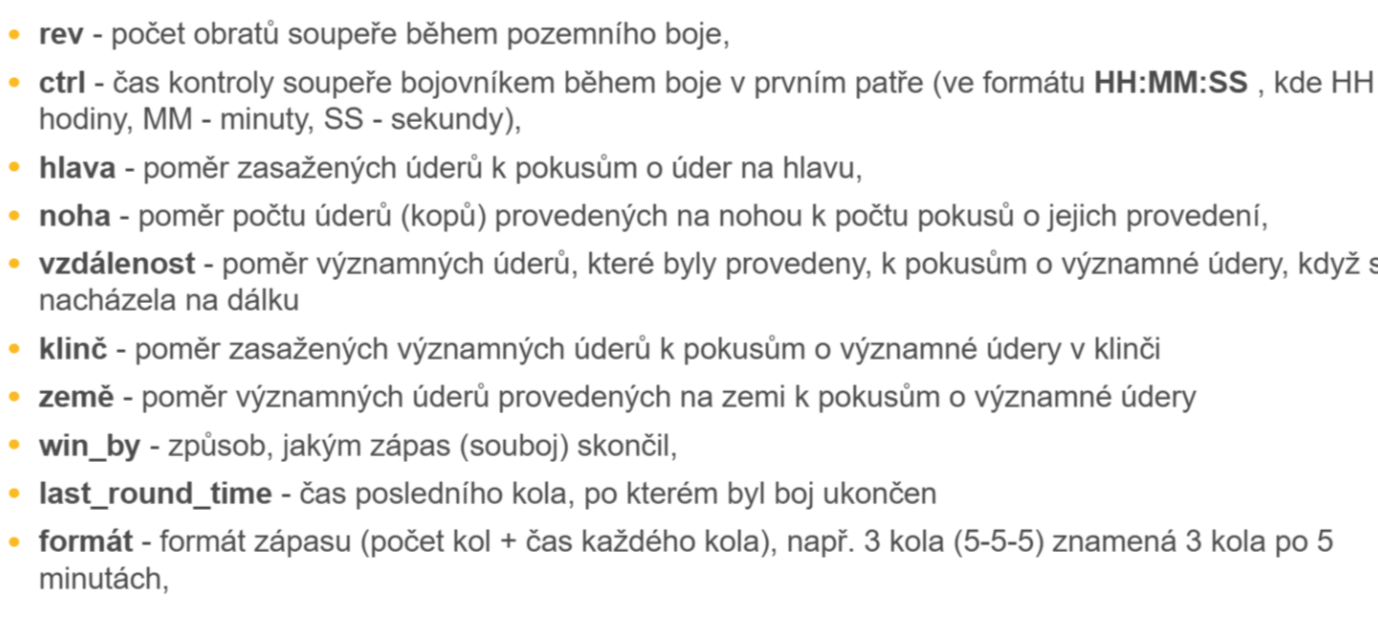 • rev - počet obratů soupeře během pozemního boje,
• ctrl - čas kontroly soupeře bojovníkem během boje v prvním patře (ve formátu HH:MM:SS , kde HH
hodiny, MM - minuty, SS - sekundy),
• hlava - poměr zasažených úderů k pokusům o úder na hlavu,
• noha - poměr počtu úderů (kopů) provedených na nohou k počtu pokusů o jejich provedení,
• vzdálenost - poměr významných úderů, které byly provedeny, k pokusům o významné údery, když
nacházela na dálku
• klinč - poměr zasažených významných úderů k pokusům o významné údery v klinči
• země - poměr významných úderů provedených na zemi k pokusům o významné údery
• win_by - způsob, jakým zápas (souboj) skončil,
• last_round_time - čas posledního kola, po kterém byl boj ukončen
• formát - formát zápasu (počet kol + čas každého kola), např. 3 kola (5-5-5) znamená 3 kola po 5
minutách,